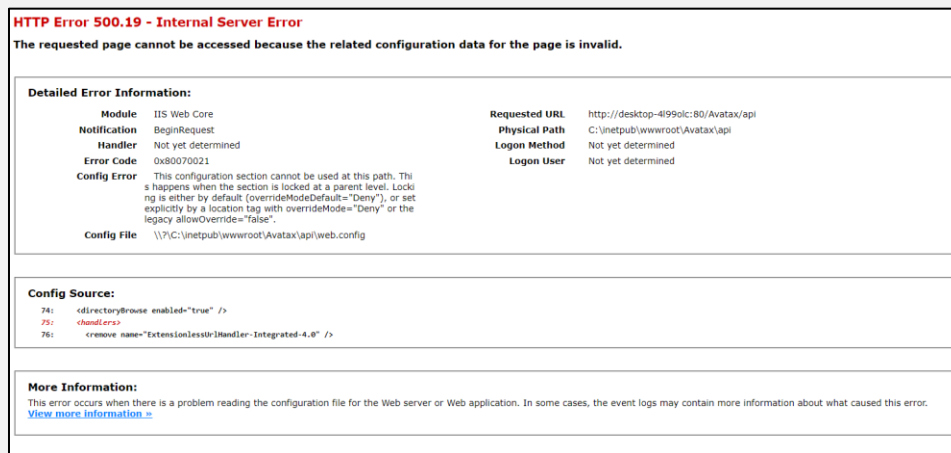 HTTP Error 500.19 - Internal Server Error
The requested page cannot be accessed because the related configuration data for the page is invalid.
Detailed Error Information:
Module IIS Web Core
Notification BeginRequest
Handler Not yet determined
Error Code 0x80070021
Config Error This configuration section cannot be used at this path. Thi
s happens when the section is locked at a parent level. Locki
ng is either by default (overrideModeDefault="Deny"), or set
explicitly by a location tag with overrideMode="Deny" or the
legacy allowOverride="false".
Config File \\?\C:\inetpub\wwwroot\Avatax\api\web.config
Requested URL http://desktop-4l99olc:80/Avatax/api
Physical Path C:\inetpub\wwwroot\Avatax\api
Logon Method Not yet determined
Logon User Not yet determined
Config Source:
74: <directoryBrowse enabled="true" />
75: <handlers>
76: <remove name="ExtensionlessUrlHandler-Integrated-4.0" />
More Information:
This error occurs when there is a problem reading the configuration file for the Web server or Web application. In some cases, the event logs may contain more information about what caused this error.
View more information »